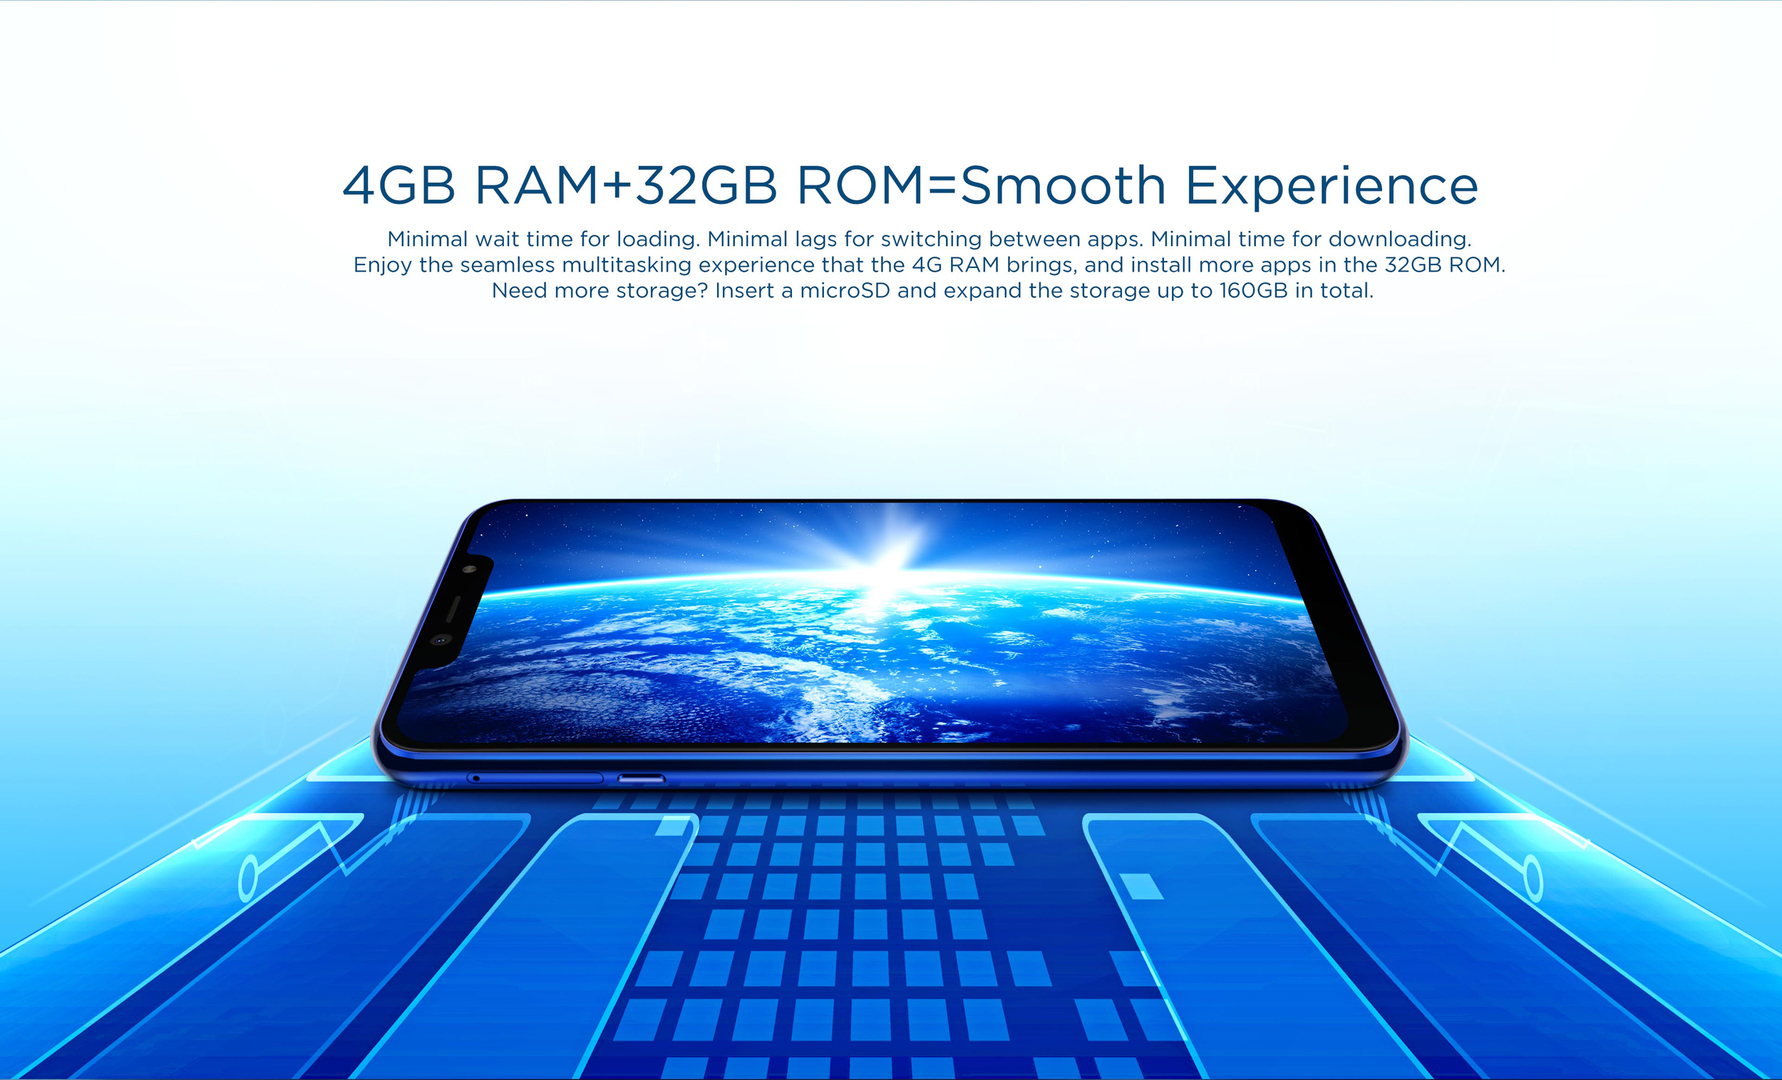 4GB RAM+32GB ROM=Smooth Experience
Minimal wait time for loading. Minimal lags for switching between apps. Minimal time for downloading.
Enjoy the seamless multitasking experience that the 4G RAM brings, and install more apps in the 32GB ROM.
Need more storage? Insert a microSD and expand the storage up to 160GB in total.